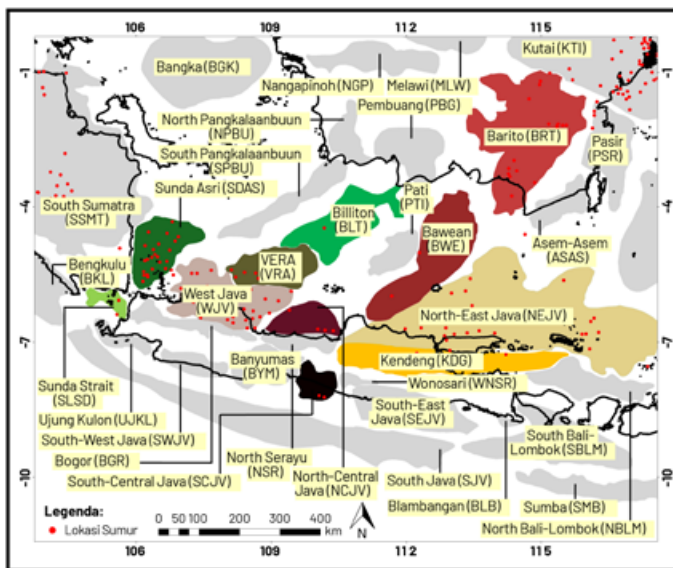 106 109 112 115
-1
-4
-7
-10
Bangka (BGK)
Kutai (KTI)
Nangapinoh (NGP)
Melawi (MLW)
Pembuang (PBG)
North Pangkalaanbuun
(NPBU)
Barito (BRT)
Pasir
(PSR)
South Pangkalaanbuun
(SPBU)
Sunda Asri (SDAS)
South Sumatra
(SSMT)
Billiton
(BLT)
Pati
(PTI)
Bawean
(BWE)
Asem-Asem
(ASAS)
Bengkulu
(BKL)
VERA
(VRA)
West Java
(WJV)
North-East Java (NEJV)
Banyumas
(BYM)
Kendeng (KDG)
Sunda Strait
(SLSD)
Wonosari (WNSR)
Ujung Kulon (UJKL)
South-East
Java (SEJV)
South-West Java (SWJV)
Bogor (BGR)
North Serayu
(NSR)
South Bali-
Lombok (SBLM)
South-Central Java (SCJV)
North-Central
Java (NCJV)
South Java (SJV)
Blambangan (BLB)
Sumba (SMB)
North Bali-Lombok (NBLM)
Legenda:
Lokasi Sumur
0 50 100 200 300 400
km
N
106 109 112 115
-1
-4
-7
-10